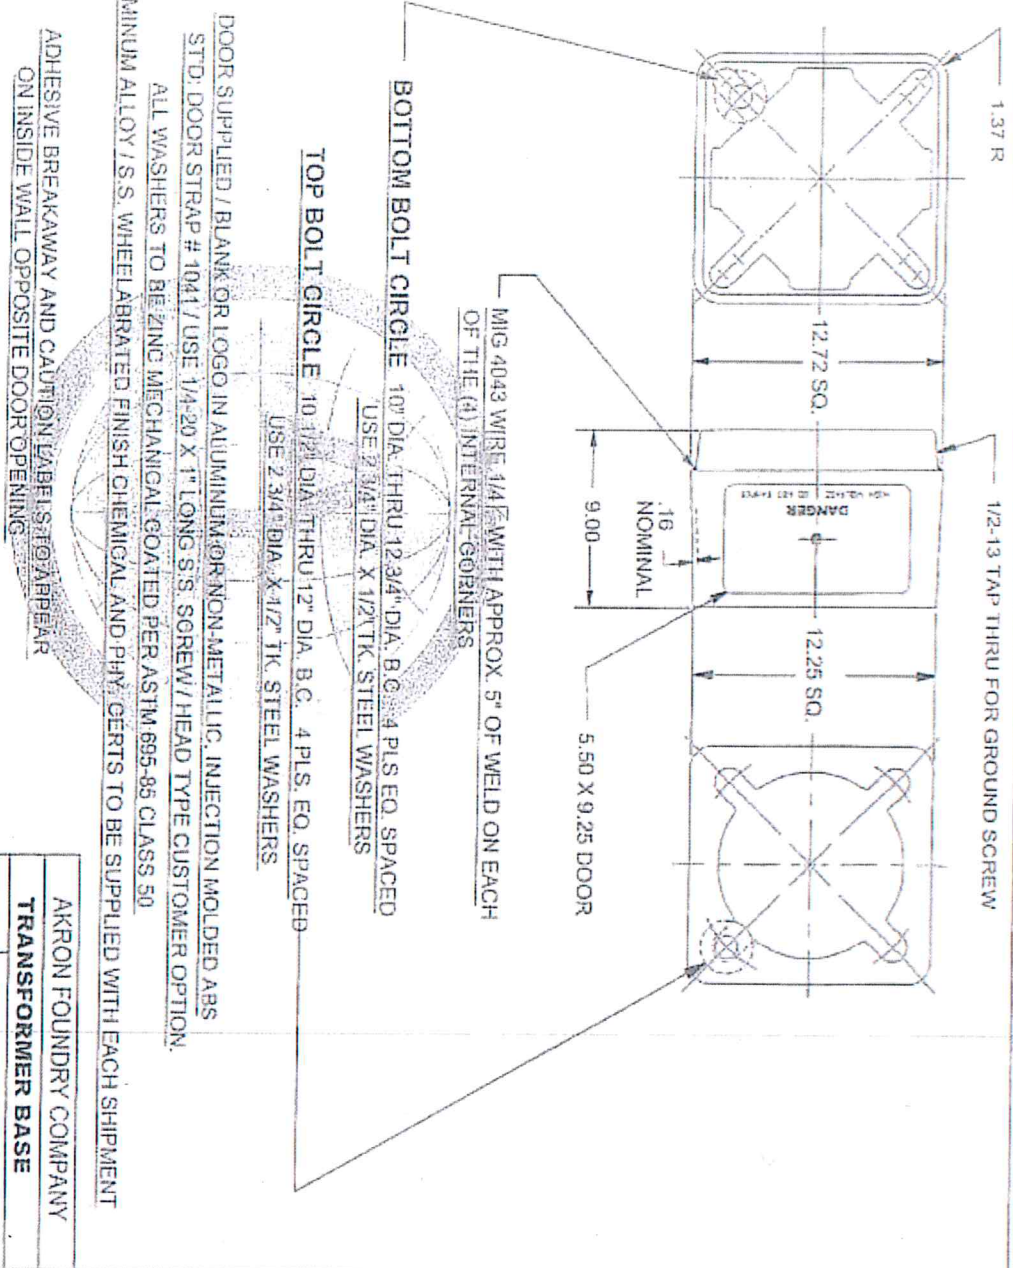 1.37 R
12.72 SQ.
1/2-13 TAP THRU FOR GROUND SCREW
DANGER
9.00
.16
NOMINAL
12.25 SQ.
5.50 X 9.25 DOOR
MIG 4043 WIRE 1/4 WITH APPROX. 5" OF WELD ON EACH
OF THE (4) INTERNAL CORNERS
BOTTOM BOLT CIRCLE 10" DIA. THRU 12 3/4" DIA. B.C. 4 PLS EQ. SPACED
USE 2 3/4" DIA. X 1/2" TK. STEEL WASHERS
TOP BOLT CIRCLE 10 1/2" DIA. THRU 12" DIA. B.C. 4 PLS. EQ. SPACED
USE 2 3/4" DIA. X 1/2" TK. STEEL WASHERS
DOOR SUPPLIED / BLANK OR LOGO IN ALUMINUM OR NON-METALLIC, INJECTION MOLDED ABS
ST'D: DOOR STRAP # 1041 / USE 1/4-20 X 1" LONG S.S. SCREW / HEAD TYPE CUSTOMER OPTION.
ALL WASHERS TO BE ZINC MECHANICAL COATED PER ASTM-695-85 CLASS 50
MINUM ALLOY / S.S. WHEELABRATED FINISH CHEMICAL AND PHY. CERTS TO BE SUPPLIED WITH EACH SHIPMENT
ADHESIVE BREAKAWAY AND CAUTION LABELS TO APPEAR
ON INSIDE WALL OPPOSITE DOOR OPENING
AKRON FOUNDRY COMPANY
TRANSFORMER BASE